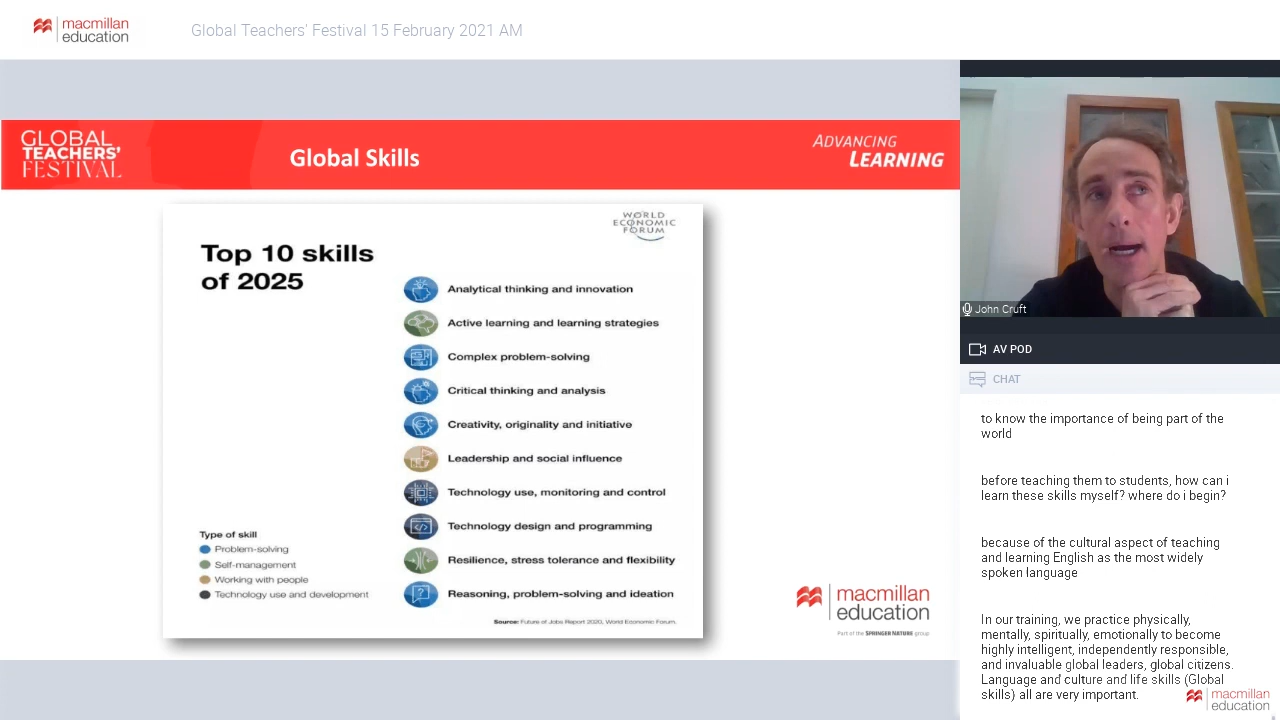 macmillan
education
Global Teachers' Festival 15 February 2021 AM
GLOBAL
TEACHERS'
FESTIVAL
Global Skills
ADVANCING
LEARNING
WORLD
ECONOMIC
FORUM
Top 10 skills
of 2025
Analytical thinking and innovation
Active learning and learning strategies
Complex problem-solving
Critical thinking and analysis
Creativity, originality and initiative
Leadership and social influence
Technology use, monitoring and control
Technology design and programming
Resilience, stress tolerance and flexibility
Reasoning, problem-solving and ideation
Type of skill
Problem-solving
Self-management
Working with people
Technology use and development
Source: Future of Jobs Report 2020, World Economic Forum.
macmillan
education
Part of the SPRINGER NATURE group
John Cruft
AV POD
CHAT
to know the importance of being part of the
world
before teaching them to students, how can i
learn these skills myself? where do i begin?
because of the cultural aspect of teaching
and learning English as the most widely
spoken language
mentally, spiritually, emotionally to become
highly intelligent, independently responsible,
and invaluable global leaders, global citizens.
Language and culture and life skills (Global
skills) all are very important.
macmillan
education